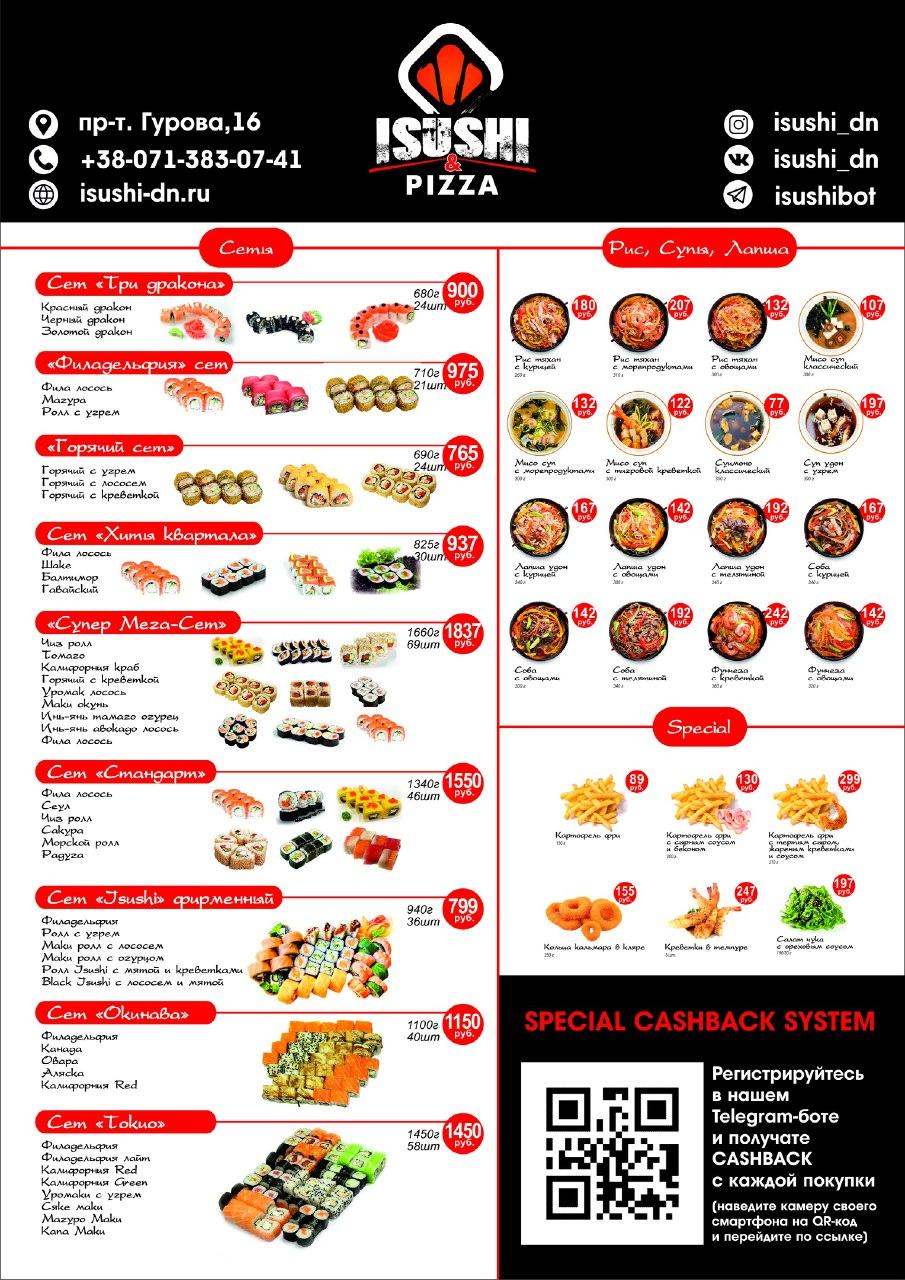 пр-т. Гурова,16
+38-071-383-07-41
isushi-dn.ru
ISUSHI
&
PIZZA
isushi_dn
isushi_dn
isushibot
Сеты
Сет «Три дракона»
680г
24шт
900
руб.
Красный дракон
Черный дракон
Золотой дракон
«Филадельфия» сет
710г
21шт
975
руб.
Фила лосось
Магура
Ролл с угрем
«Горячий сет»
690г
24шт
765
руб.
Горячий с угрем
Горячий с лососем
Горячий с креветкой
Сет «Хиты квартала»
825г
30шт
937
руб.
Фила лосось
Шаке
Балтимор
Гавайский
«Супер Мега-Сет»
1660г
69шт
1837
руб.
Чиз ролл
Томаго
Калифорния краб
Горячий с креветкой
Уромак лосось
Маки окунь
Инь-янь тамаго огурец
Инь-янь авокадо лосось
Фила лосось
Сет «Стандарт»
1340г
46шт
1550
руб.
Фила лосось
Сеул
Чиз ролл
Сакура
Морской ролл
Радуга
Сет «Isushi» фирменный
940г
36шт
799
руб.
Филадельфия
Ролл с угрем
Маки ролл с лососем
Маки ролл с огурцом
Ролл Isushi с мятой и креветками
Black Isushi с лососем и мятой
Сет «Окинава»
1100г
40шт
1150
руб.
Филадельфия
Канада
Овара
Аляска
Калифорния Red
Сет «Токио»
1450г
58шт
1450
руб.
Филадельфия
Филадельфия лайт
Калифорния Red
Калифорния Green
Уромаки с угрем
Сяке маки
Магуро Маки
Капа Маки
Рис, Супы, Лапша
180
руб.
207
руб.
132
руб.
107
руб.
Рис тяхан
с курицей
Рис тяхан
с морепродуктами
Рис тяхан
с овощами
Мисо суп
классический
132
руб.
122
руб.
77
руб.
197
руб.
Мисо суп
с морепродуктами
Мисо суп
с тигровой креветкой
Суимоно
классический
Суп удон
с угрем
167
руб.
142
руб.
192
руб.
167
руб.
Лапша удон
с курицей
Лапша удон
с овощами
Лапша удон
с телятиной
Соба
с курицей
142
руб.
192
руб.
242
руб.
142
руб.
Соба
с овощами
Соба
с телятиной
Фунчеза
с креветкой
Фунчеза
с овощами
Special
89
руб.
130
руб.
299
руб.
Картофель фри
Картофель фри
с сырным соусом
и беконом
Картофель фри
с тертым сыром,
жареным креветками
и соусом
155
руб.
247
руб.
197
руб.
Кольца кальмара в кляре
Креветки в темпуре
Салат чука
с ореховым соусом
SPECIAL CASHBACK SYSTEM
Регистрируйтесь
в нашем
Telegram-боте
и получате
CASHBACK
с каждой покупки
(наведите камеру своего
смартфона на QR-код
и перейдите по ссылке)